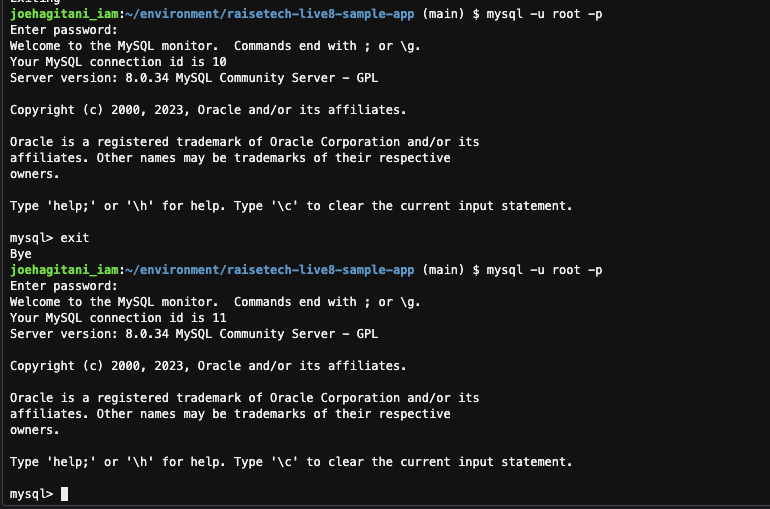 Exiting
joehagitani_iam:~/environment/raisetech-live8-sample-app (main) $ mysql -u root -p
Enter password:
Welcome to the MySQL monitor.  Commands end with ; or \g.
Your MySQL connection id is 10
Server version: 8.0.34 MySQL Community Server - GPL

Copyright (c) 2000, 2023, Oracle and/or its affiliates.

Oracle is a registered trademark of Oracle Corporation and/or its
affiliates. Other names may be trademarks of their respective
owners.

Type 'help;' or '\h' for help. Type '\c' to clear the current input statement.

mysql> exit
Bye
joehagitani_iam:~/environment/raisetech-live8-sample-app (main) $ mysql -u root -p
Enter password:
Welcome to the MySQL monitor.  Commands end with ; or \g.
Your MySQL connection id is 11
Server version: 8.0.34 MySQL Community Server - GPL

Copyright (c) 2000, 2023, Oracle and/or its affiliates.

Oracle is a registered trademark of Oracle Corporation and/or its
affiliates. Other names may be trademarks of their respective
owners.

Type 'help;' or '\h' for help. Type '\c' to clear the current input statement.

mysql>